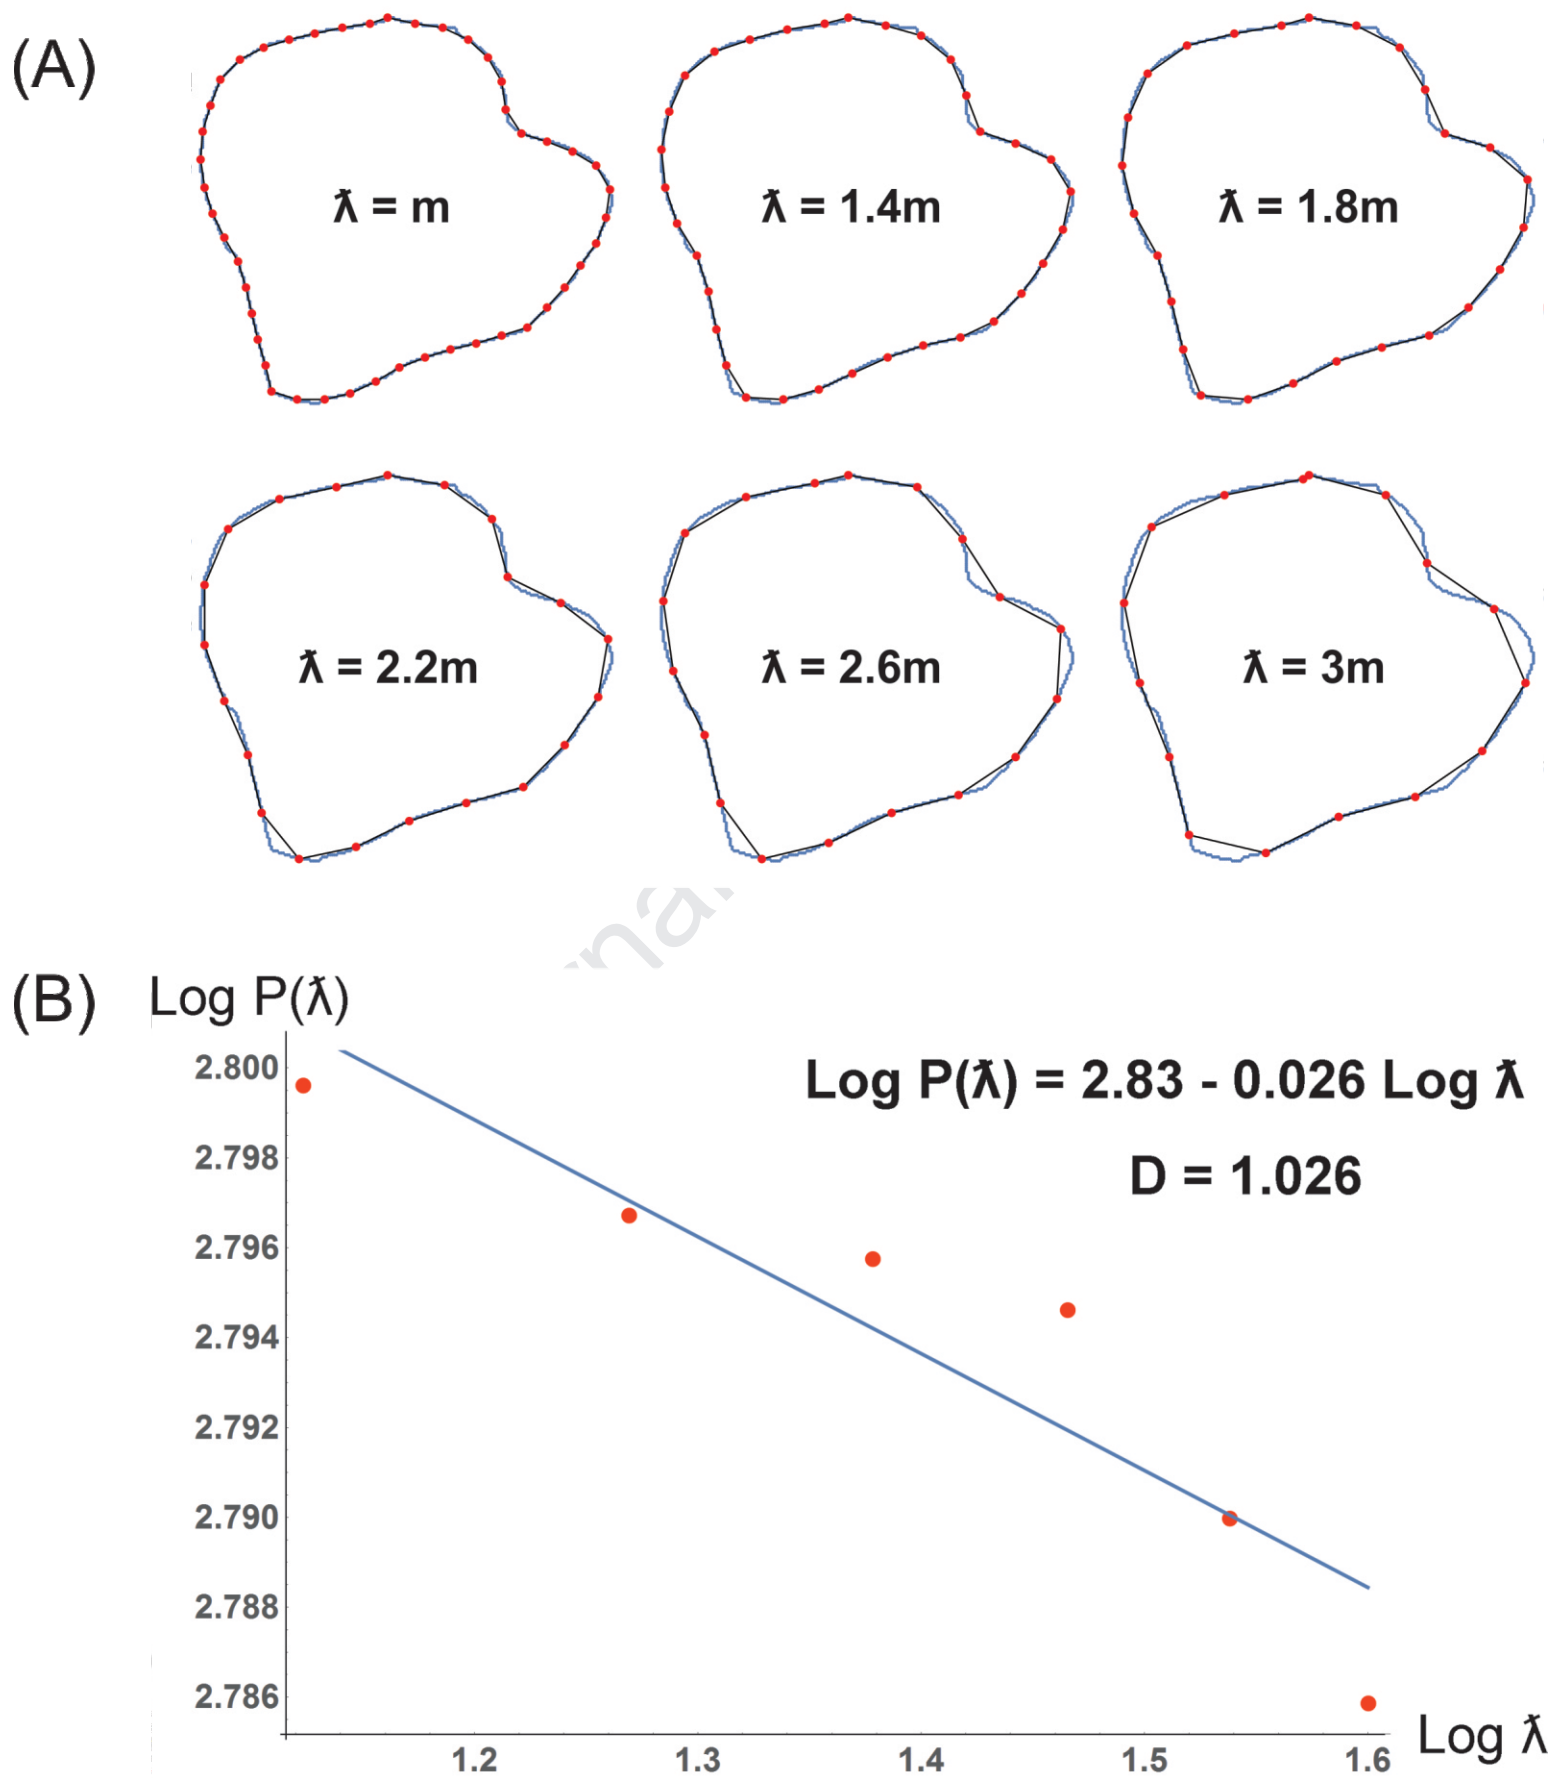 (A)
ƛ = m
ƛ = 1.4m
ƛ = 1.8m
ƛ = 2.2m
ƛ = 2.6m
ƛ = 3m
rna
(B)
Log P(ƛ)
2.800
2.798
2.796
2.794
2.792
2.790
2.788
2.786
Log P(ƛ) = 2.83 - 0.026 Log ƛ
D = 1.026
1.2
1.3
1.4
1.5
1.6
Log ƛ